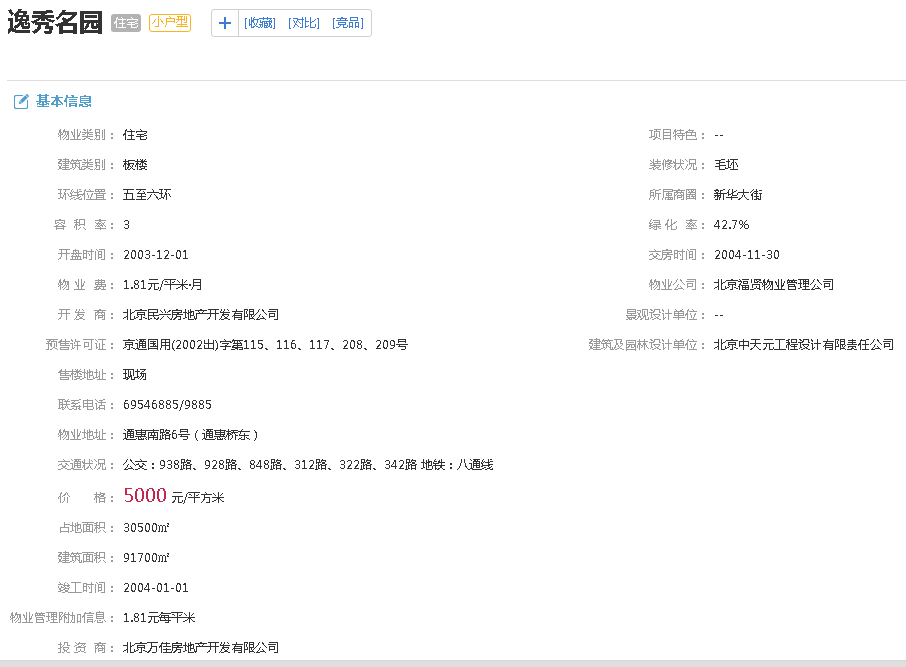 逸秀名园 住宅 小户型 + [收藏] [对比] [竞品]
基本信息
物业类别： 住宅 项目特色： --
建筑类别： 板楼 装修状况： 毛坯
环线位置： 五至六环 所属商圈： 新华大街
容 积 率： 3 绿 化 率： 42.7%
开盘时间： 2003-12-01 交房时间： 2004-11-30
物 业 费： 1.81元/平米·月 物业公司： 北京福贤物业管理公司
开 发 商： 北京民兴房地产开发有限公司 景观设计单位： --
预售许可证： 京通国用(2002出)字第115、116、117、208、209号 建筑及园林设计单位： 北京中天元工程设计有限责任公司
售楼地址： 现场
联系电话： 69546885/9885
物业地址： 通惠南路6号（通惠桥东）
交通状况： 公交：938路、928路、848路、312路、322路、342路 地铁：八通线
价 格： 5000 元/平方米
占地面积： 30500㎡
建筑面积： 91700㎡
竣工时间： 2004-01-01
物业管理附加信息： 1.81元每平米
投 资 商： 北京万佳房地产开发有限公司